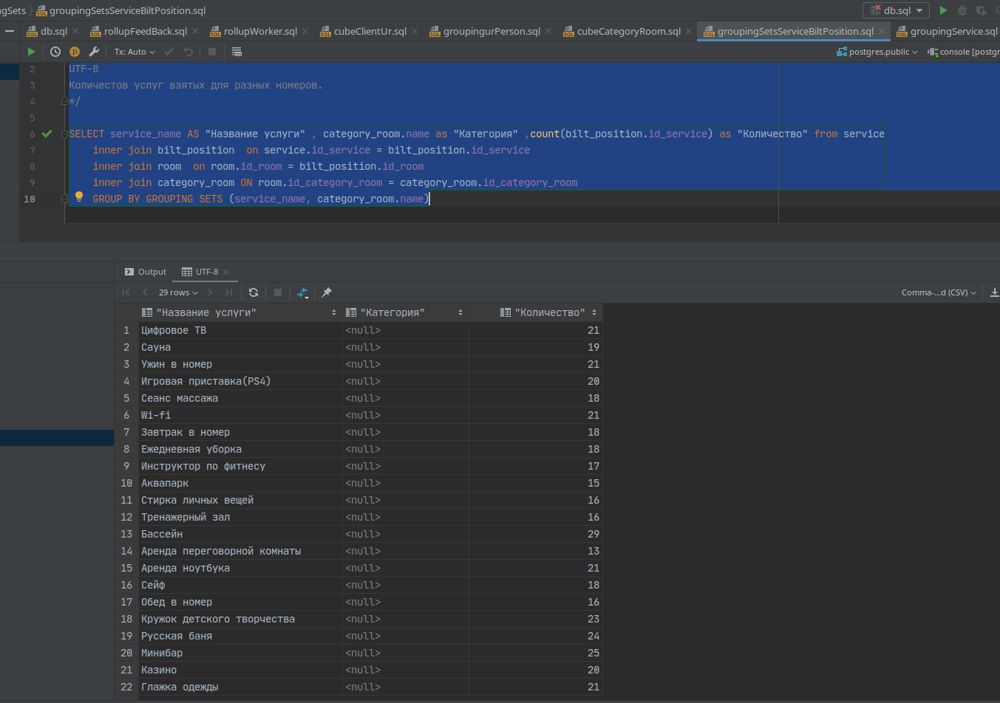 ngSets groupingSetsServiceBiltPosition.sql db.sql
db.sql rollupFeedBack.sql rollupWorker.sql cubeClientUr.sql groupingurPerson.sql cubeCategoryRoom.sql groupingSetsServiceBiltPosition.sql groupingService.sql
Tx: Auto postgres.public console [postgr
2 UTF-8
3 Количестов услуг взятых для разных номеров.
4 */
5
6 SELECT service_name AS "Название услуги" , category_room.name as "Категория" ,count(bilt_position.id_service) as "Количество" from service
7 inner join bilt_position on service.id_service = bilt_position.id_service
8 inner join room on room.id_room = bilt_position.id_room
9 inner join category_room ON room.id_category_room = category_room.id_category_room
10 GROUP BY GROUPING SETS (service_name, category_room.name)
Output UTF-8
29 rows Comma-...d (CSV)
"Название услуги" "Категория" "Количество"
1 Цифровое ТВ <null> 21
2 Сауна <null> 19
3 Ужин в номер <null> 21
4 Игровая приставка(PS4) <null> 20
5 Сеанс массажа <null> 18
6 Wi-fi <null> 21
7 Завтрак в номер <null> 18
8 Ежедневная уборка <null> 18
9 Инструктор по фитнесу <null> 17
10 Аквапарк <null> 15
11 Стирка личных вещей <null> 16
12 Тренажерный зал <null> 16
13 Бассейн <null> 29
14 Аренда переговорной комнаты <null> 13
15 Аренда ноутбука <null> 21
16 Сейф <null> 18
17 Обед в номер <null> 16
18 Кружок детского творчества <null> 23
19 Русская баня <null> 24
20 Минибар <null> 25
21 Казино <null> 20
22 Глажка одежды <null> 21